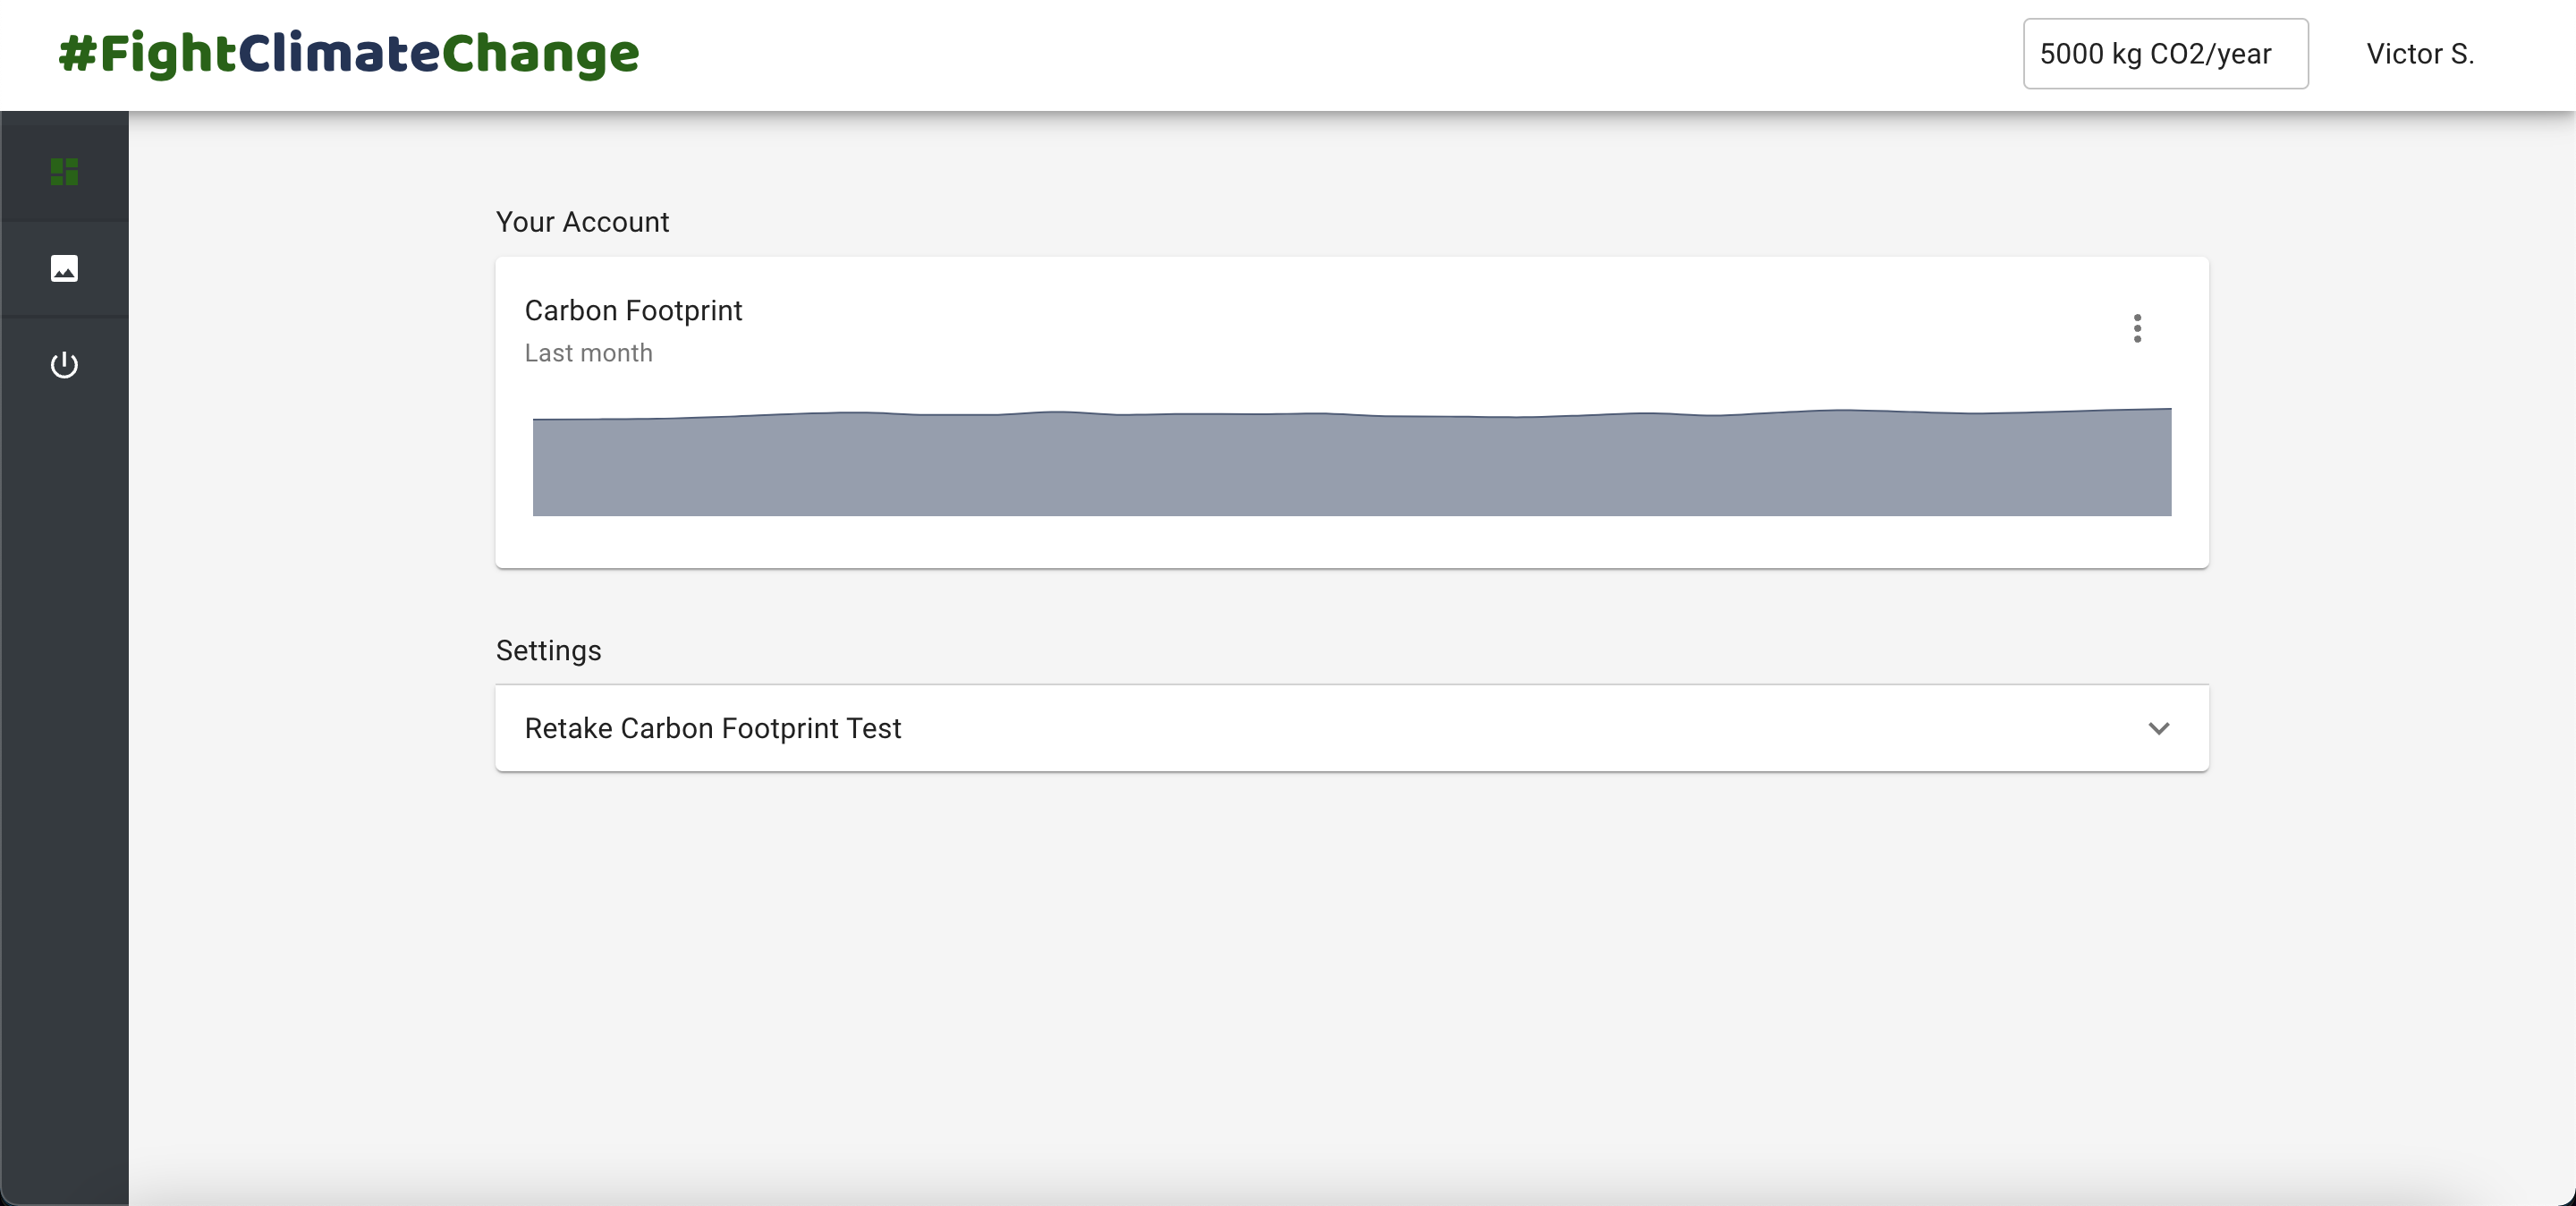 #FightClimateChange
5000 kg CO2/year
Victor S.
Your Account
Carbon Footprint
Last month
Settings
Retake Carbon Footprint Test